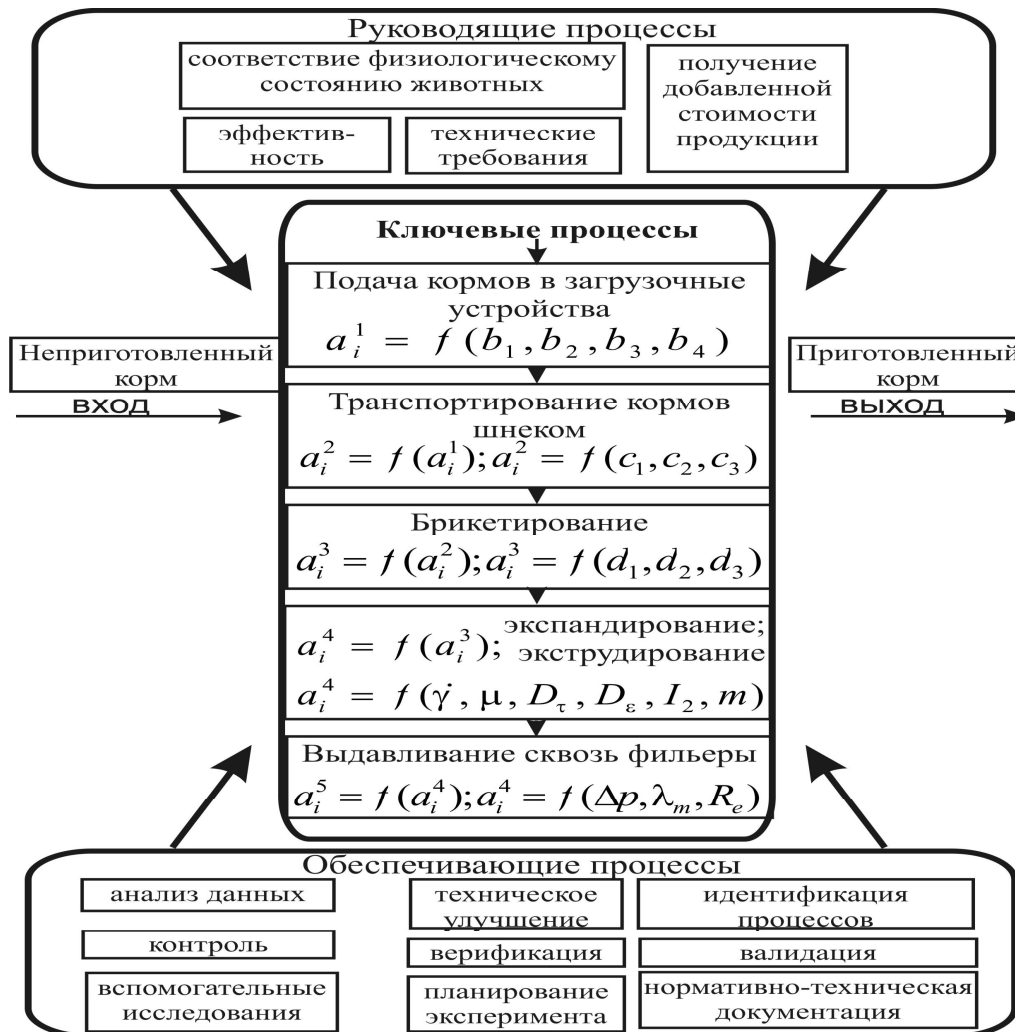 Руководящие процессы
соответствие физиологическому
состоянию животных
получение
добавленной
стоимости
продукции
эффектив-
ность
технические
требования
Ключевые процессы
Подача кормов в загрузочные
устройства
a_i^1 = f(b_1, b_2, b_3, b_4)
Неприготовленный
корм
ВХОД
Приготовленный
корм
ВЫХОД
Транспортирование кормов
шнеком
a_i^2 = f(a_i^1); a_i^2 = f(c_1, c_2, c_3)
Брикетирование
a_i^3 = f(a_i^2); a_i^3 = f(d_1, d_2, d_3)
a_i^4 = f(a_i^3); экспандирование;
экструдирование
a_i^4 = f(γ̇, μ, D_τ, D_ε, I_2, m)
Выдавливание сквозь фильеры
a_i^5 = f(a_i^4); a_i^4 = f(Δp, λ_m, R_e)
Обеспечивающие процессы
анализ данных
техническое
улучшение
идентификация
процессов
контроль
верификация
валидация
вспомогательные
исследования
планирование
эксперимента
нормативно-техническая
документация